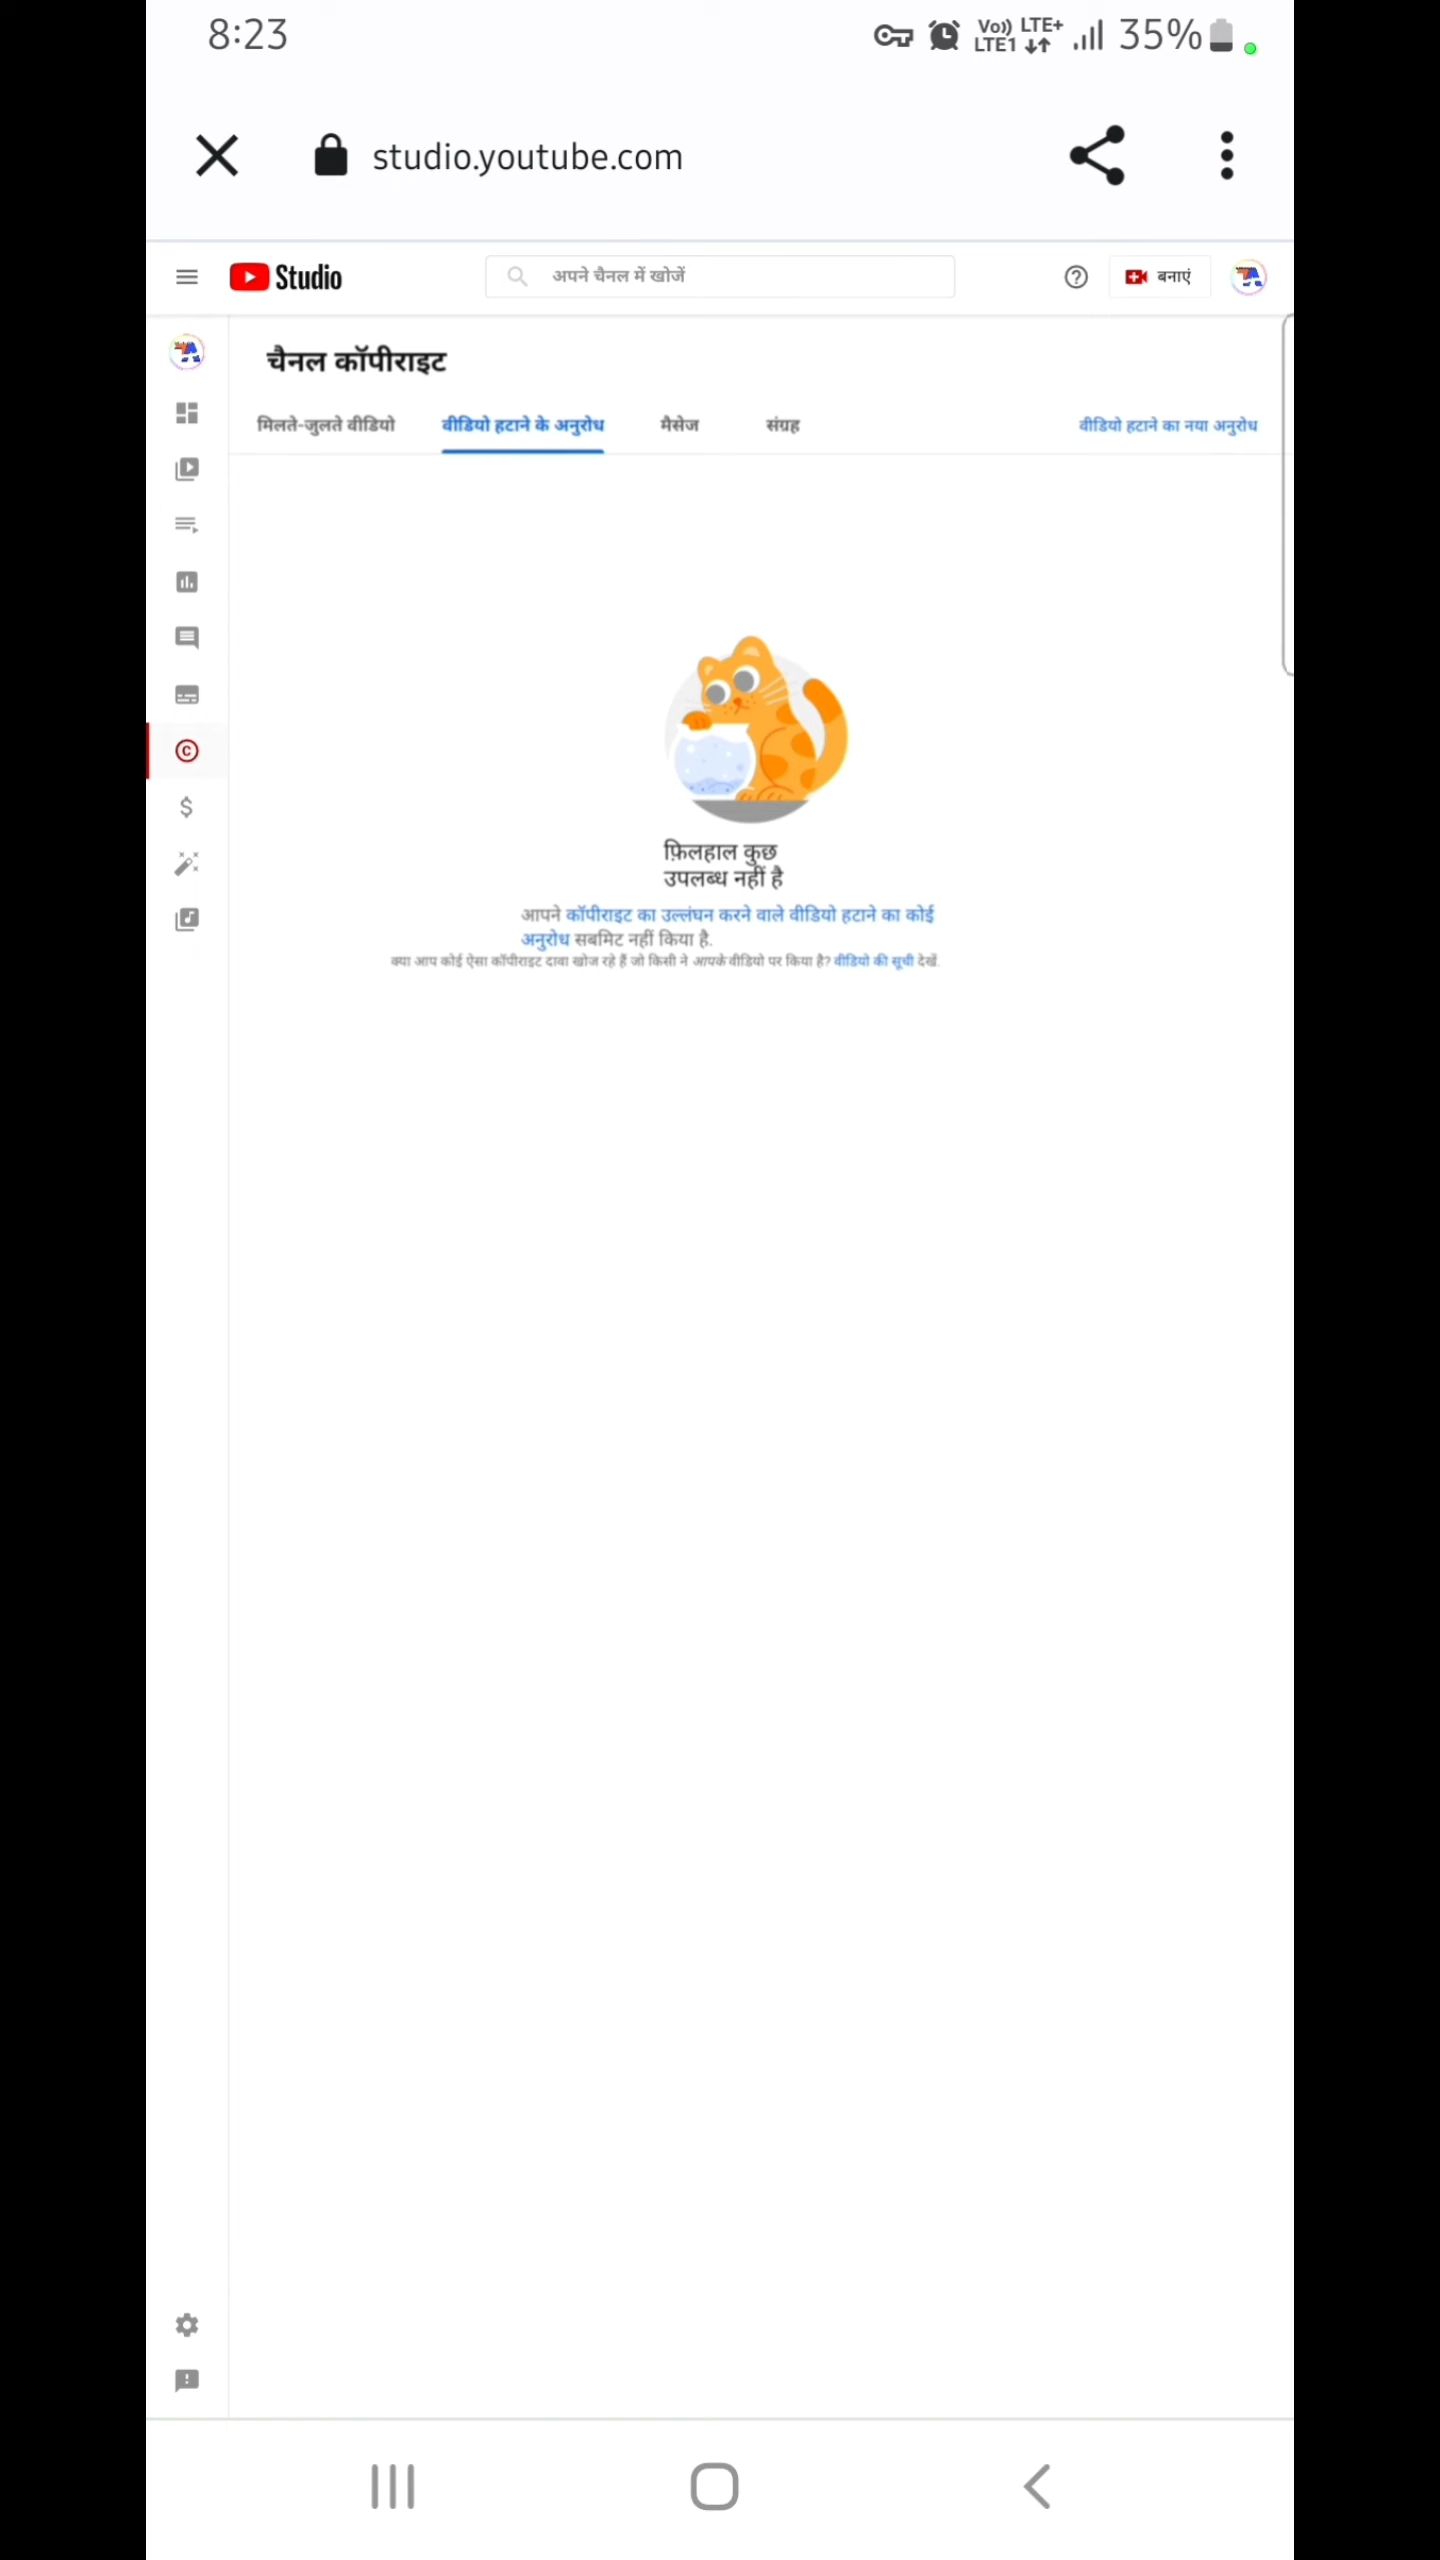 8:23
Vo)) LTE+
LTE1
35%
studio.youtube.com
Studio
अपने चैनल में खोजें
बनाएं
चैनल कॉपीराइट
मिलते-जुलते वीडियो
वीडियो हटाने के अनुरोध
मैसेज
संग्रह
वीडियो हटाने का नया अनुरोध
फ़िलहाल कुछ
उपलब्ध नहीं है
आपने कॉपीराइट का उल्लंघन करने वाले वीडियो हटाने का कोई
अनुरोध सबमिट नहीं किया है.
क्या आप कोई ऐसा कॉपीराइट दावा खोज रहे हैं जो किसी ने आपके वीडियो पर किया है? वीडियो की सूची देखें.